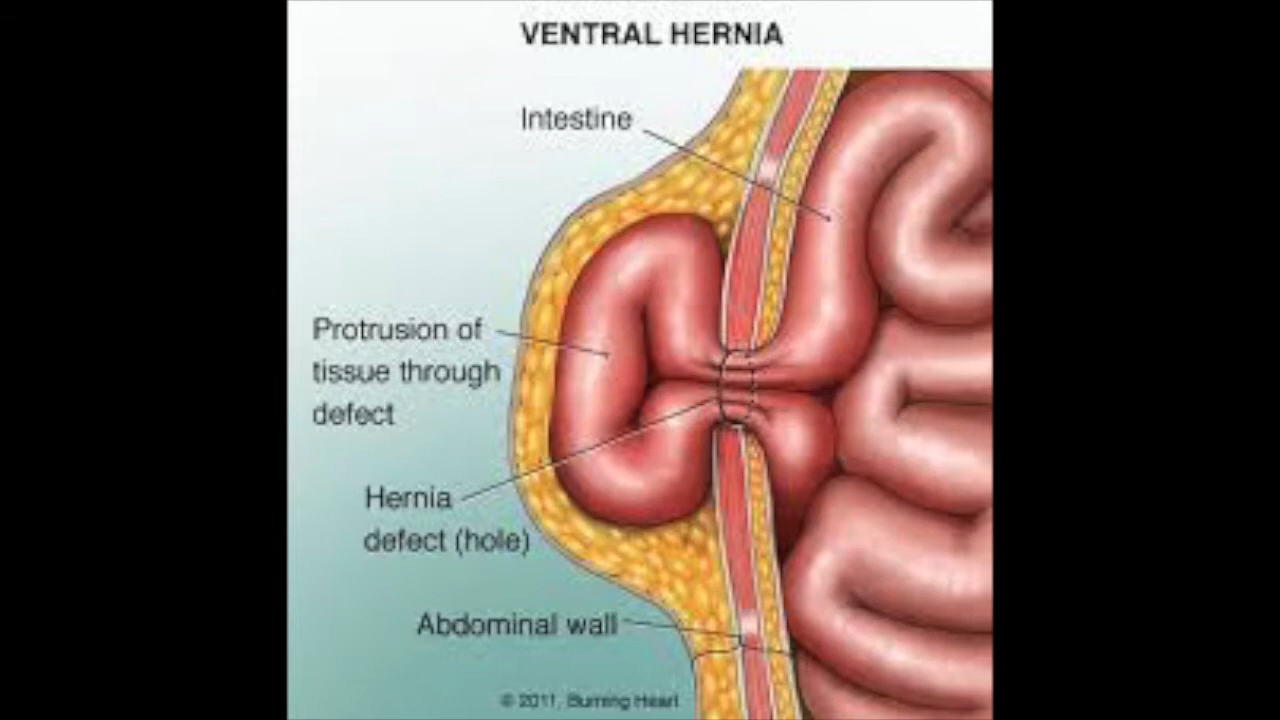 VENTRAL HERNIA
Intestine
Protrusion of
tissue through
defect
Hernia
defect (hole)
Abdominal wall
© 2011, Burning Heart